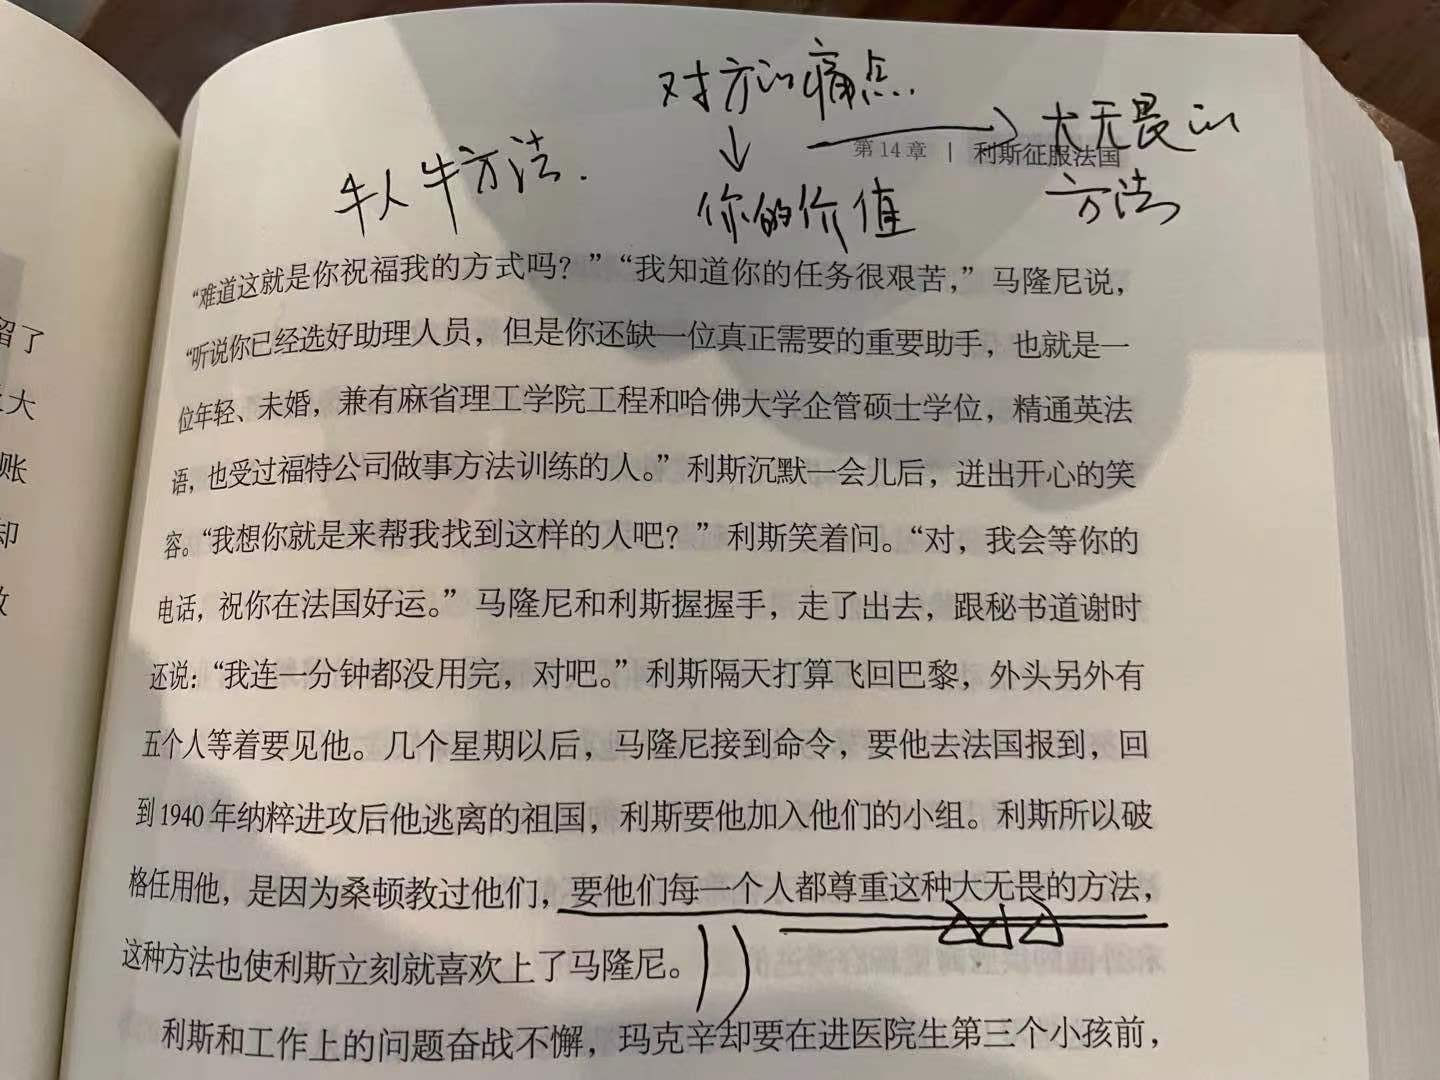 对方的痛点.
大无畏的
第14章 | 利斯征服法国
牛人牛方法.
↓
你的价值
方法
“难道这就是你祝福我的方式吗？”“我知道你的任务很艰苦，”马隆尼说，
“听说你已经选好助理人员，但是你还缺一位真正需要的重要助手，也就是一
位年轻、未婚，兼有麻省理工学院工程和哈佛大学企管硕士学位，精通英法
语，也受过福特公司做事方法训练的人。”利斯沉默一会儿后，迸出开心的笑
容。“我想你就是来帮我找到这样的人吧？”利斯笑着问。“对，我会等你的
电话，祝你在法国好运。”马隆尼和利斯握握手，走了出去，跟秘书道谢时
还说：“我连一分钟都没用完，对吧。”利斯隔天打算飞回巴黎，外头另外有
五个人等着要见他。几个星期以后，马隆尼接到命令，要他去法国报到，回
到1940年纳粹进攻后他逃离的祖国，利斯要他加入他们的小组。利斯所以破
格任用他，是因为桑顿教过他们，要他们每一个人都尊重这种大无畏的方法，
这种方法也使利斯立刻就喜欢上了马隆尼。
利斯和工作上的问题奋战不懈，玛克辛却要在进医院生第三个小孩前，
留了
大
账
却